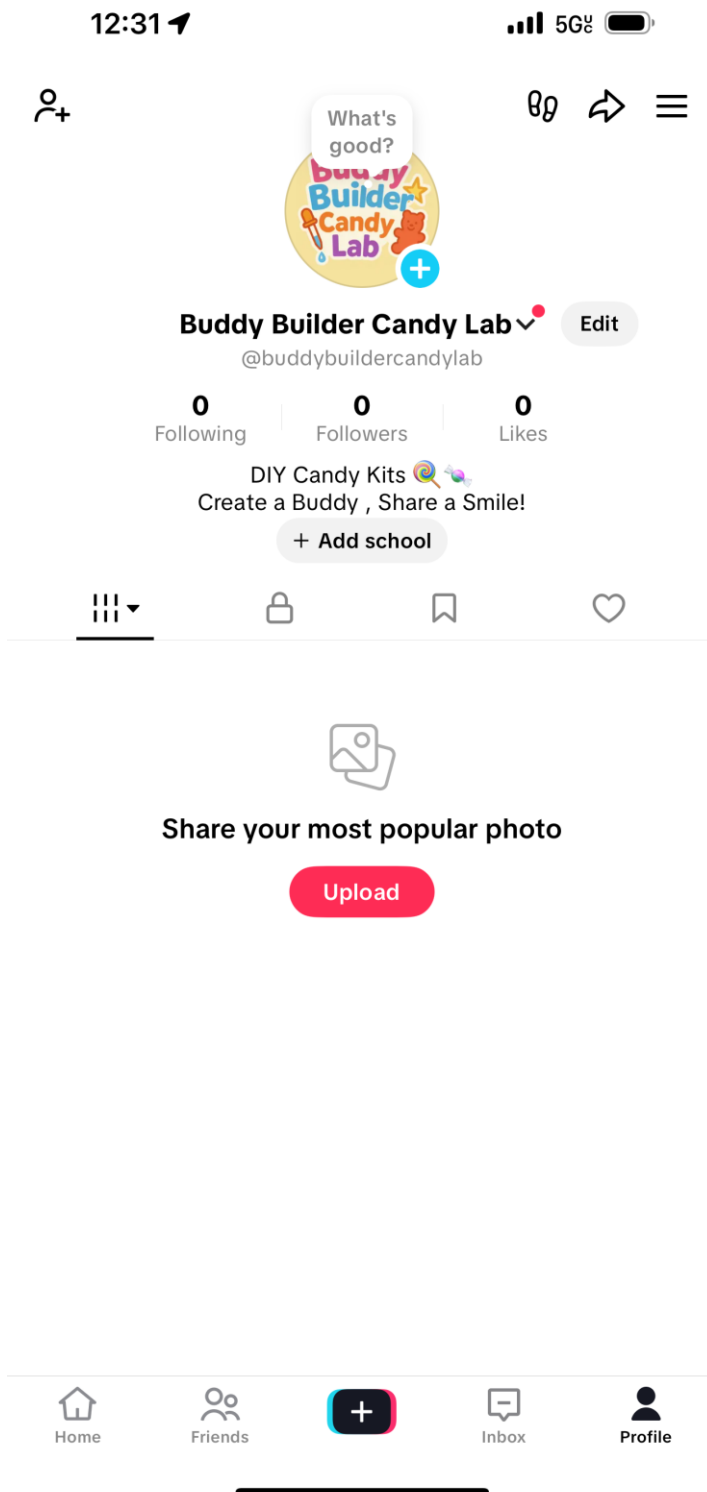 12:31
5G UC
What's
good?
Buddy
Builder
Candy
Lab
Buddy Builder Candy Lab
Edit
@buddybuildercandylab
0 0 0
Following Followers Likes
DIY Candy Kits 🍭🍬
Create a Buddy , Share a Smile!
+ Add school
Share your most popular photo
Upload
Home Friends Inbox Profile